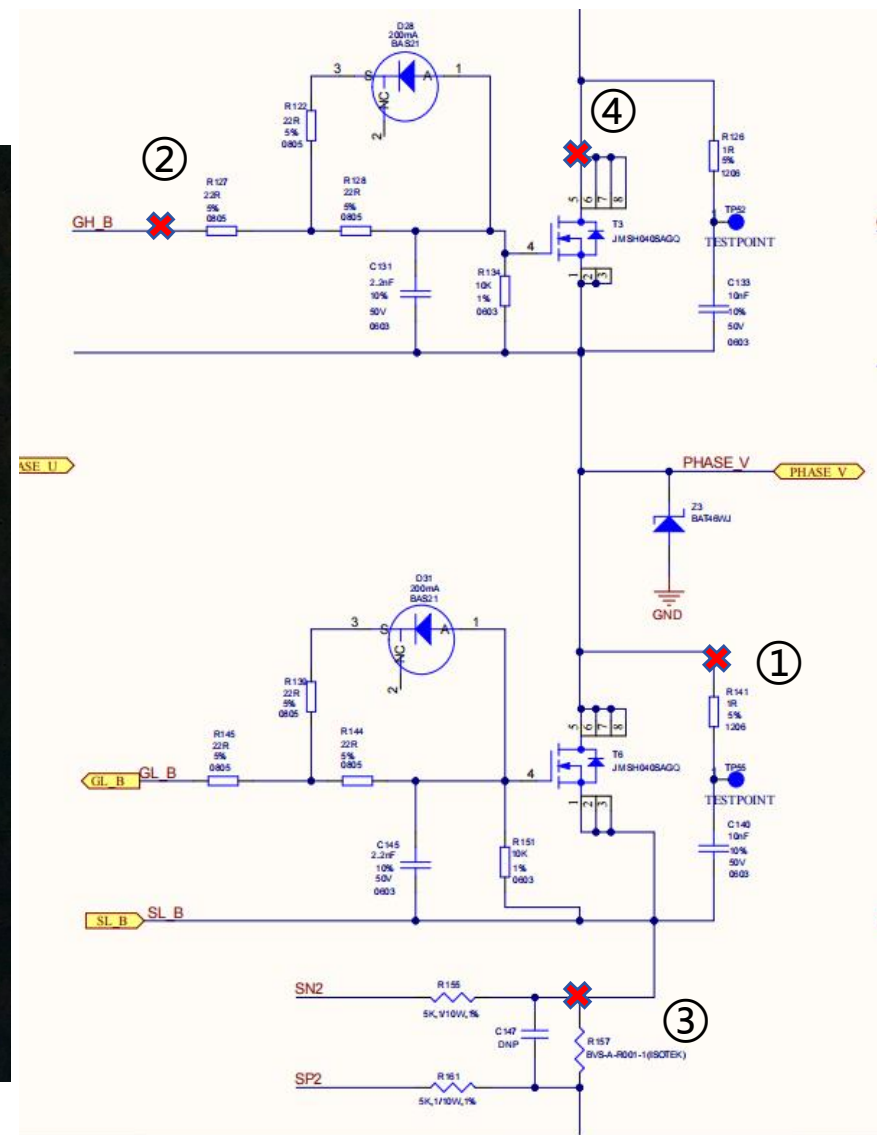 D28
200mA
BAS21
3
S
A
1
NC
2
R122
22R
5%
0805
②
④
R126
1R
5%
1206
R127
22R
5%
0805
R128
22R
5%
0805
GH_B
5
6
7
8
T3
JMSH040SAGQ
4
1
2
3
TP52
TESTPOINT
C131
2.2nF
10%
50V
0603
R134
10K
1%
0603
C133
10nF
10%
50V
0603
ASE_U
PHASE_V
PHASE_V
Z3
BAT46WJ
GND
D31
200mA
BAS21
3
S
A
1
NC
2
①
R139
22R
5%
0805
R141
1R
5%
1206
R145
22R
5%
0805
R144
22R
5%
0805
5
6
7
8
T6
JMSH040SAGQ
GL_B
GL_B
4
1
2
3
TP55
TESTPOINT
C145
2.2nF
10%
50V
0603
R151
10K
1%
0603
C140
10nF
10%
50V
0603
SL_B
SL_B
SN2
R155
5K,1/10W,1%
③
C147
DNP
R157
BVS-A-R001-1(ISOTEK)
SP2
R161
5K,1/10W,1%